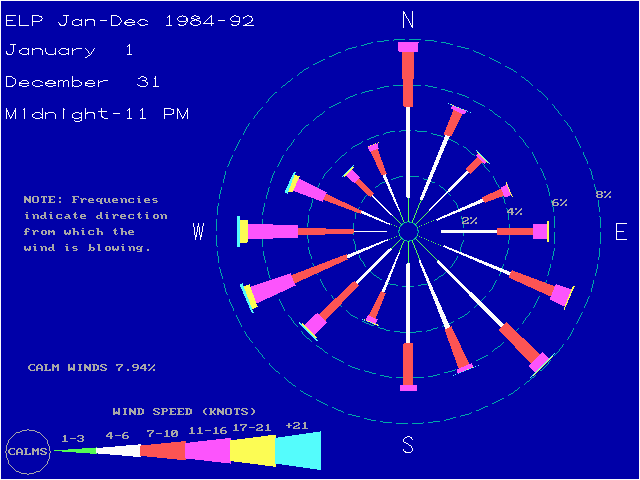 ELP Jan-Dec 1984-92
January 1
December 31
Midnight-11 PM
N
8%
6%
4%
2%
W
E
NOTE: Frequencies
indicate direction
from which the
wind is blowing.
CALM WINDS 7.94%
S
WIND SPEED (KNOTS)
1-3 4-6 7-10 11-16 17-21 +21
CALMS